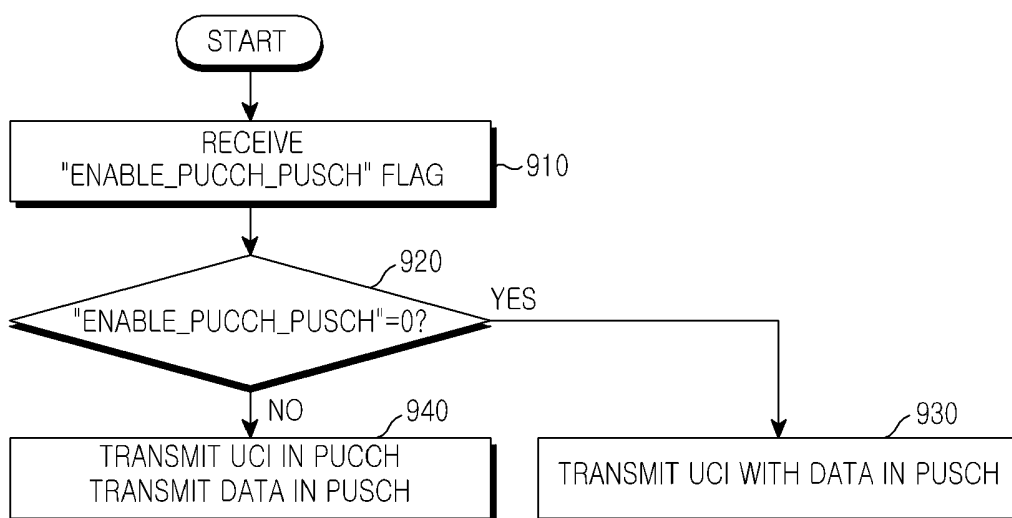 START
RECEIVE
"ENABLE_PUCCH_PUSCH" FLAG
910
920
"ENABLE_PUCCH_PUSCH"=0?
YES
NO
940
930
TRANSMIT UCI IN PUCCH
TRANSMIT DATA IN PUSCH
TRANSMIT UCI WITH DATA IN PUSCH